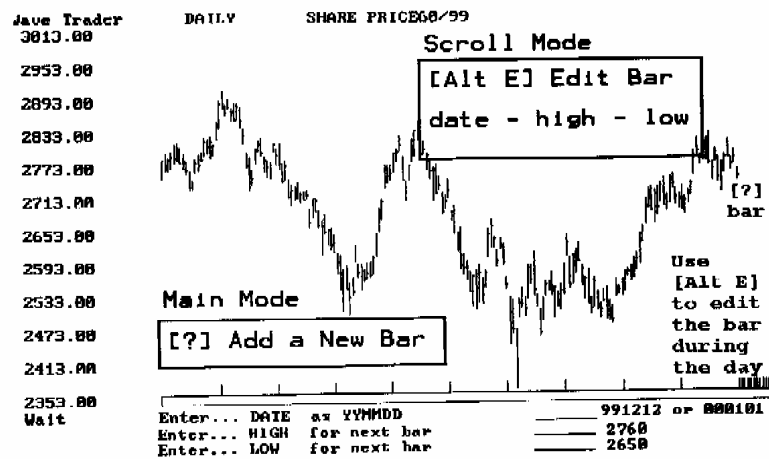 Wave Trader DAILY SHARE PRICE60/99
3013.00
2953.00
2893.00
2833.00
2773.00
2713.00
2653.00
2593.00
2533.00
2473.00
2413.00
2353.00
Scroll Mode
[Alt E] Edit Bar
date - high - low
[?]
bar
Use
[Alt E]
to edit
the bar
during
the day
Main Mode
[?] Add a New Bar
Wait
Enter... DATE as YYMMDD 991212 or 000101
Enter... HIGH for next bar 2760
Enter... LOW for next bar 2650